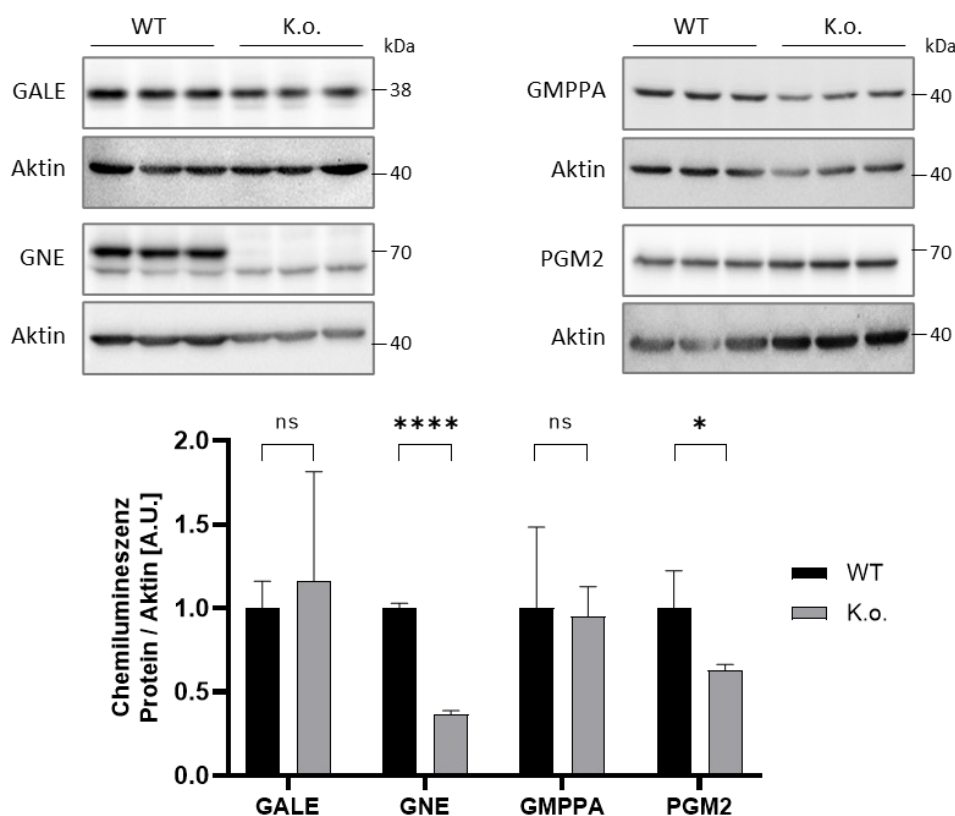 WT K.o. kDa
GALE 38
Aktin 40
GNE 70
Aktin 40
WT K.o. kDa
GMPPA 40
Aktin 40
PGM2 70
Aktin 40
ns **** ns *
Chemilumineszenz
Protein / Aktin [A.U.]
2.0
1.5
1.0
0.5
0.0
GALE GNE GMPPA PGM2
WT
K.o.